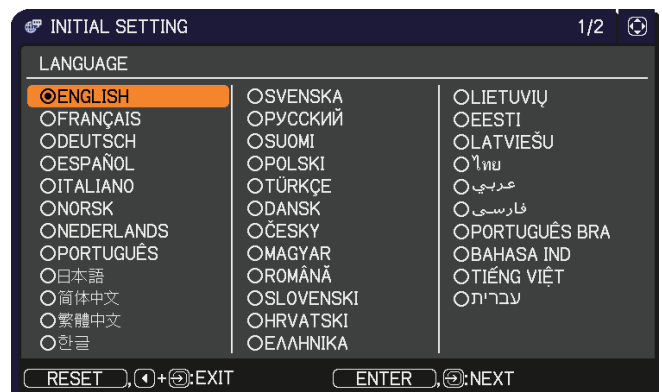 INITIAL SETTING 1/2
LANGUAGE
ENGLISH
FRANÇAIS
DEUTSCH
ESPAÑOL
ITALIANO
NORSK
NEDERLANDS
PORTUGUÊS
日本語
简体中文
繁體中文
한글
SVENSKA
РУССКИЙ
SUOMI
POLSKI
TÜRKÇE
DANSK
ČESKY
MAGYAR
ROMÂNĂ
SLOVENSKI
HRVATSKI
ΕΛΛΗΝΙΚΑ
LIETUVIŲ
EESTI
LATVIEŠU
ไทย
عربي
فارسی
PORTUGUÊS BRA
BAHASA IND
TIẾNG VIỆT
עברית
RESET , + :EXIT ENTER , :NEXT